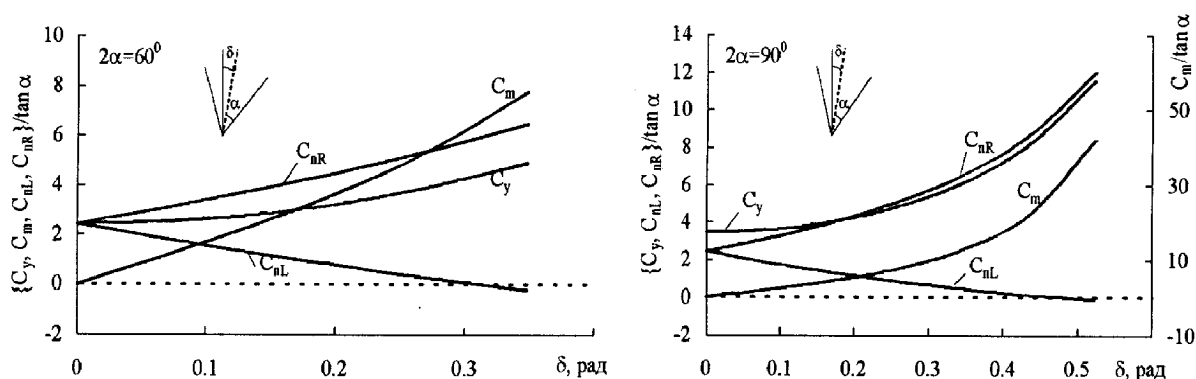 {C_y, C_m, C_nL, C_nR}/tan α
10
8
6
4
2
0
-2
2α=60⁰
δ
α
C_m
C_nR
C_y
C_nL
0
0.1
0.2
0.3
δ, рад
{C_y, C_nL, C_nR}/tan α
14
12
10
8
6
4
2
0
-2
2α=90⁰
δ
α
C_nR
C_m
C_y
C_nL
0
0.1
0.2
0.3
0.4
0.5
δ, рад
50
30
10
-10
C_m/tan α